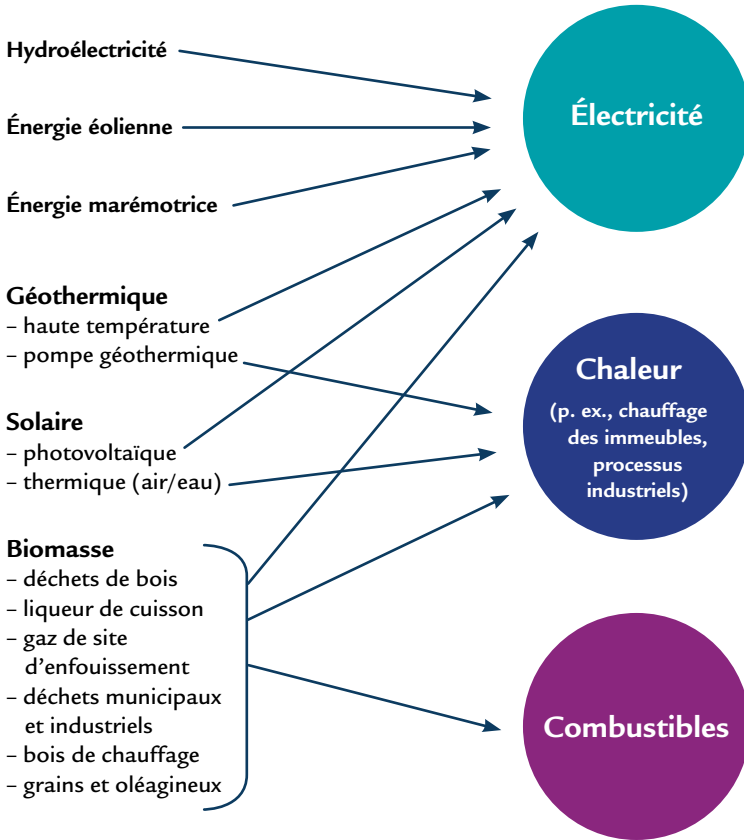 Hydroélectricité
Énergie éolienne
Énergie marémotrice
Géothermique
– haute température
– pompe géothermique
Solaire
– photovoltaïque
– thermique (air/eau)
Biomasse
– déchets de bois
– liqueur de cuisson
– gaz de site
d’enfouissement
– déchets municipaux
et industriels
– bois de chauffage
– grains et oléagineux
Électricité
Chaleur
(p. ex., chauffage
des immeubles,
processus
industriels)
Combustibles